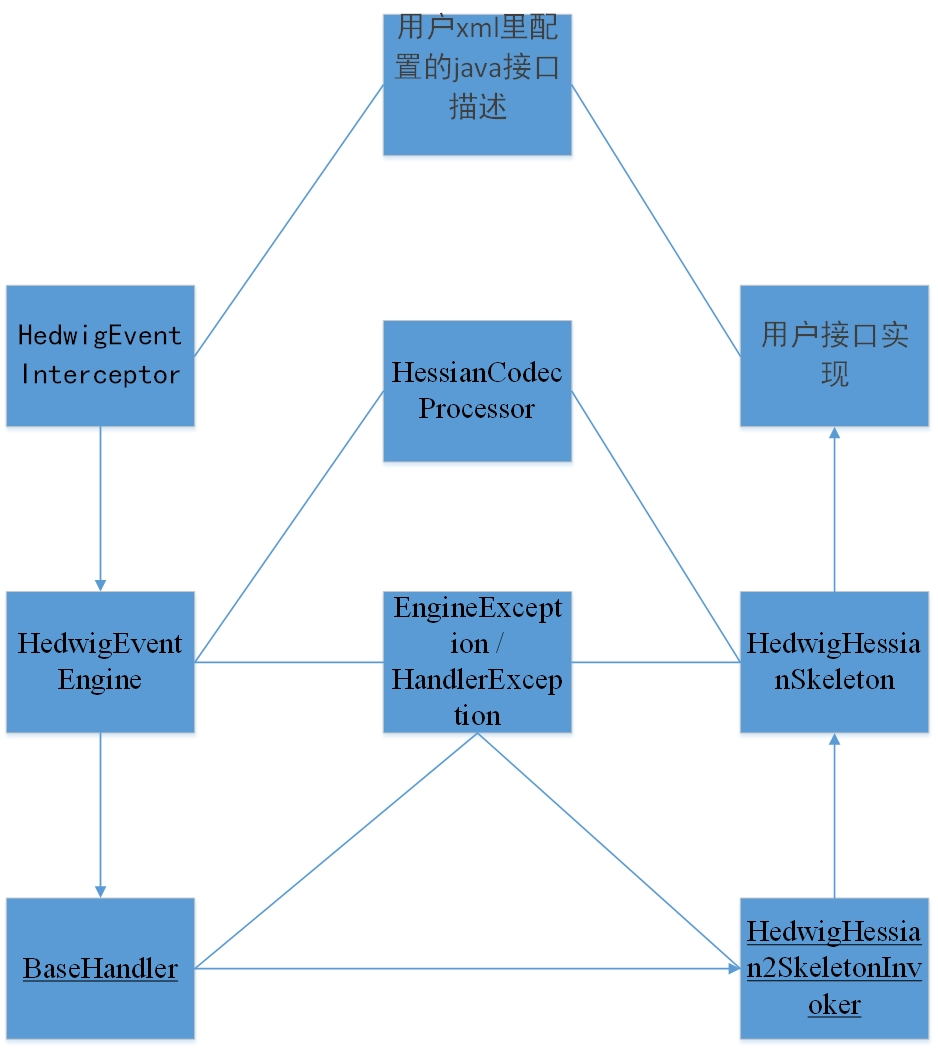 用户xml里配
置的java接口
描述
HedwigEvent
Interceptor
HessianCodec
Processor
用户接口实
现
HedwigEvent
Engine
EngineExcept
ion /
HandlerExcep
tion
HedwigHessia
nSkeleton
BaseHandler
HedwigHessia
n2SkeletonInv
oker